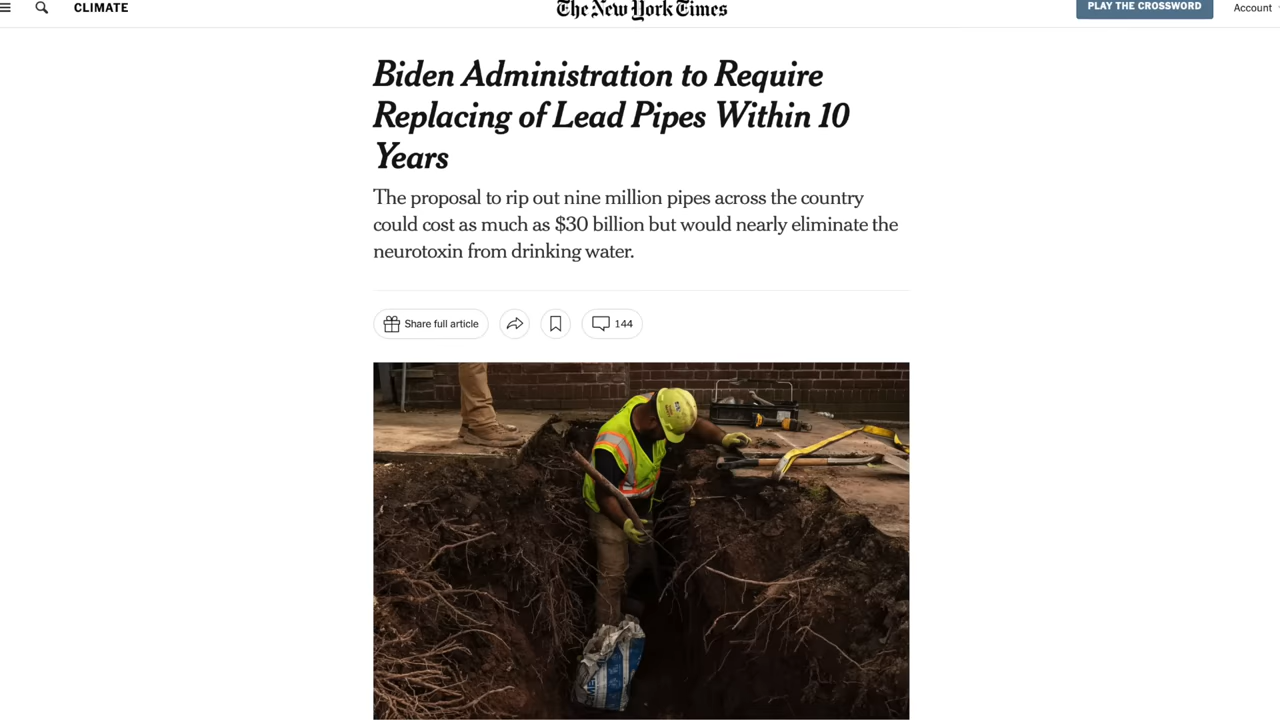 CLIMATE
The New York Times
PLAY THE CROSSWORD
Account
Biden Administration to Require
Replacing of Lead Pipes Within 10
Years
The proposal to rip out nine million pipes across the country
could cost as much as $30 billion but would nearly eliminate the
neurotoxin from drinking water.
Share full article
144